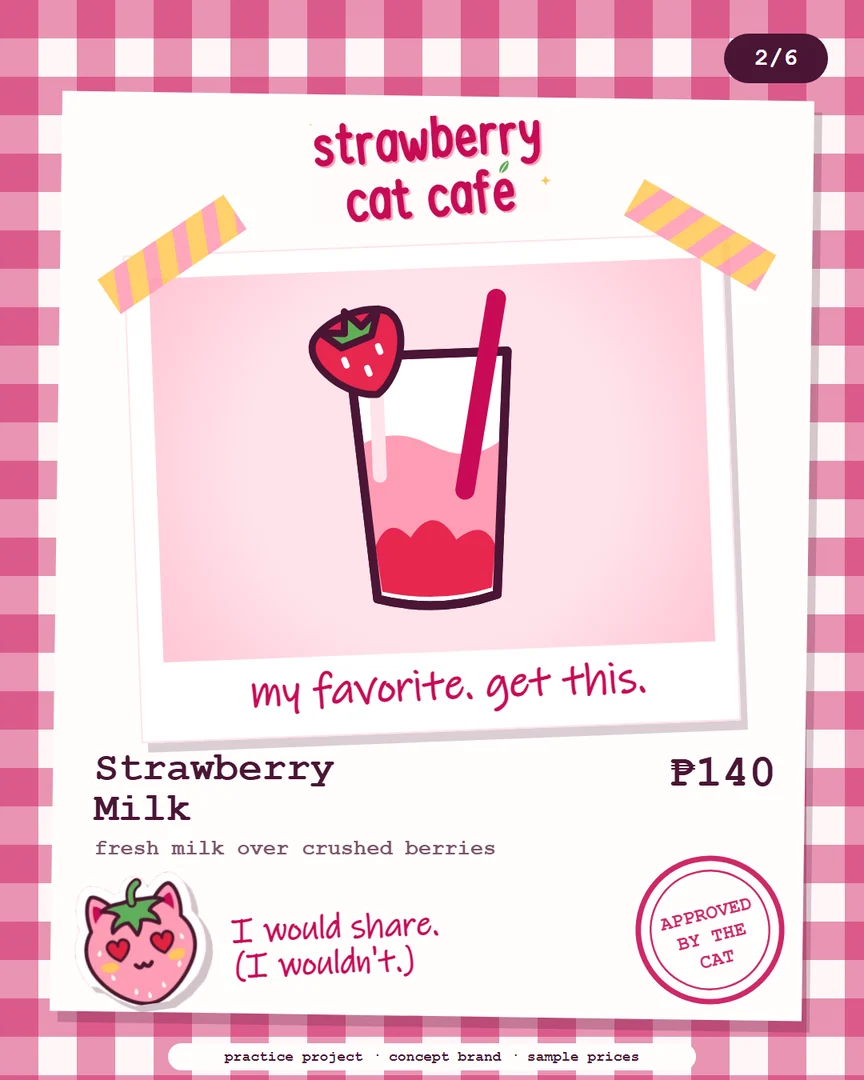 2/6
strawberry
cat café
my favorite. get this.
Strawberry
Milk
₱140
fresh milk over crushed berries
I would share.
(I wouldn't.)
APPROVED
BY THE
CAT
practice project · concept brand · sample prices